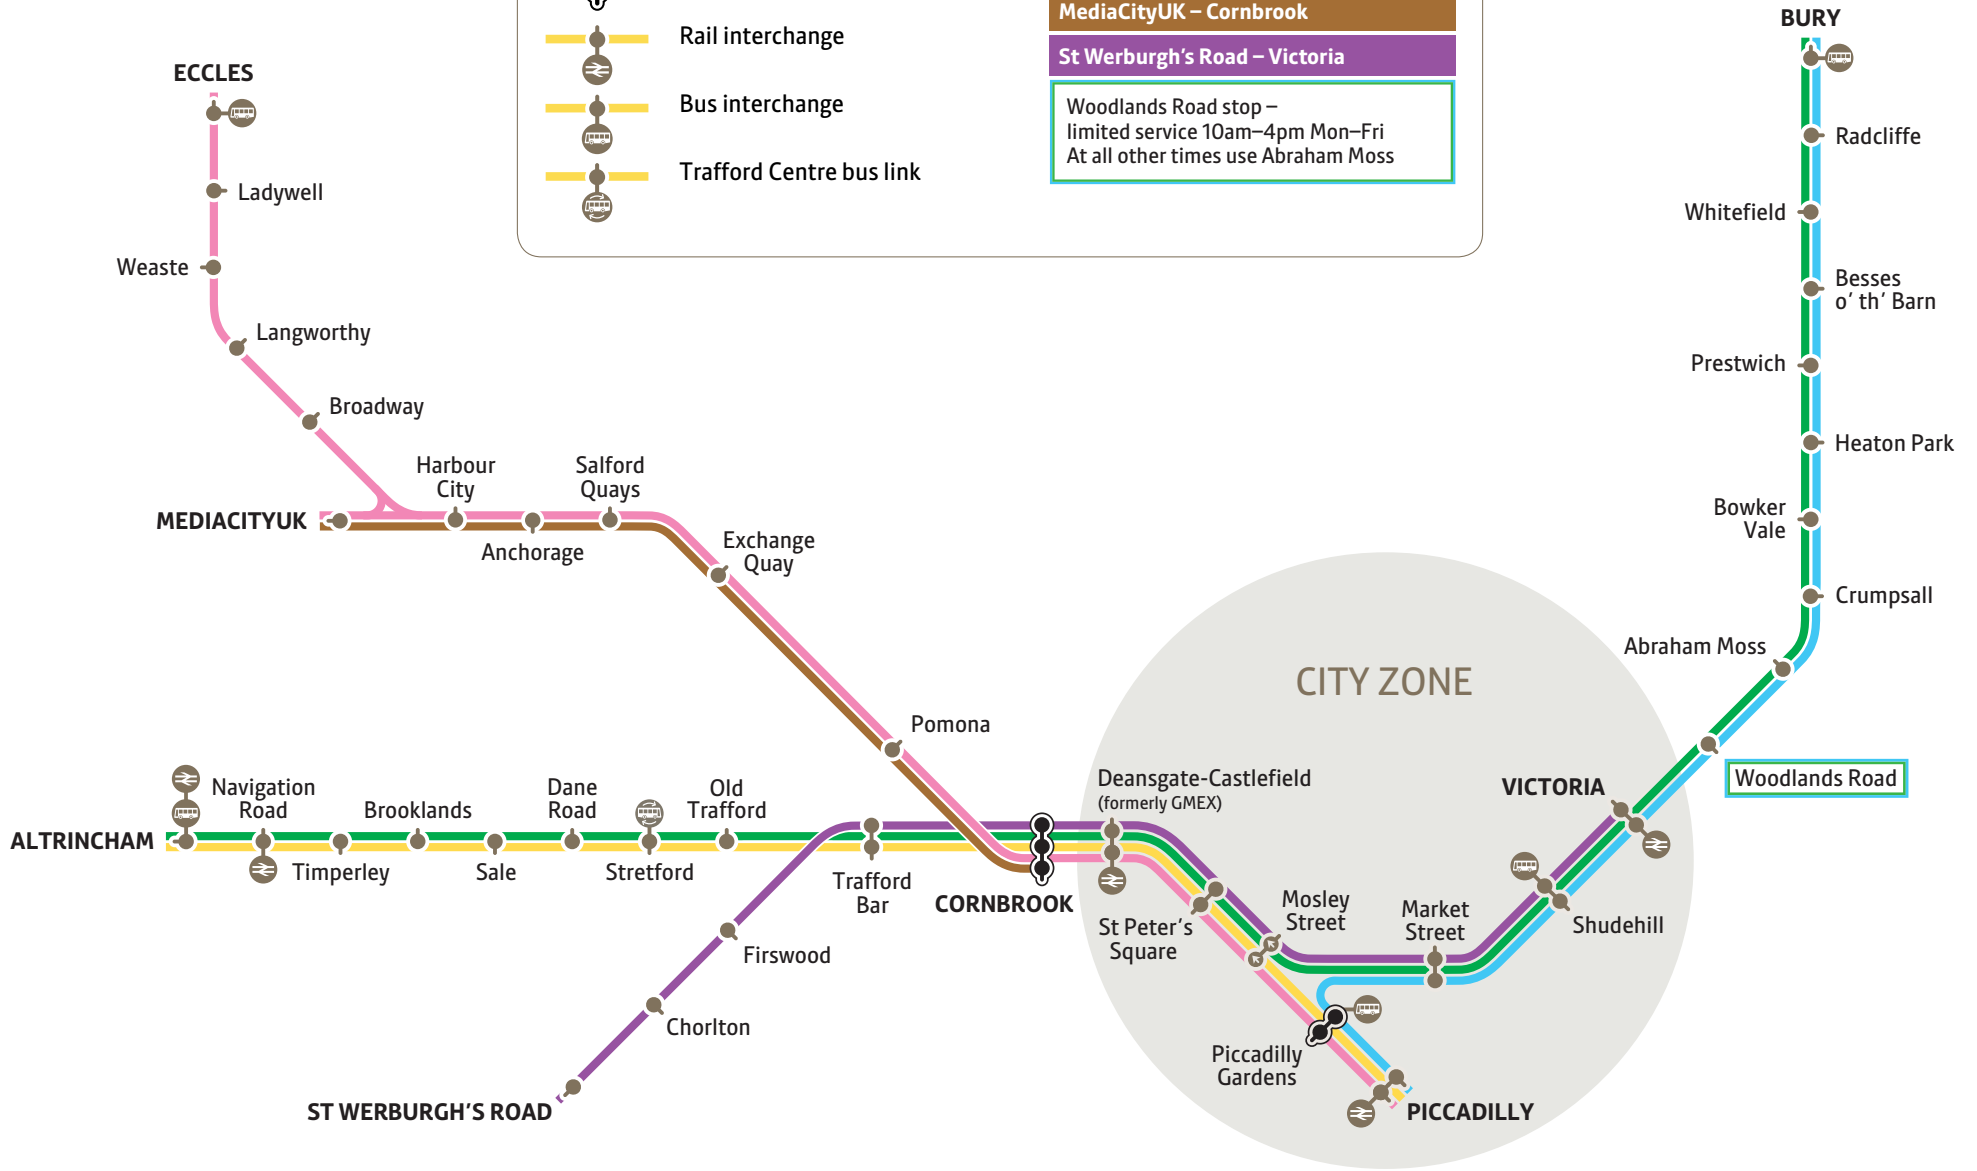 MediaCityUK – Cornbrook
BURY
Rail interchange
St Werburgh's Road – Victoria
ECCLES
Bus interchange
Woodlands Road stop –
limited service 10am–4pm Mon–Fri
At all other times use Abraham Moss
Trafford Centre bus link
Radcliffe
Ladywell
Whitefield
Weaste
Besses
o' th' Barn
Langworthy
Prestwich
Broadway
Heaton Park
Harbour
City
Salford
Quays
MEDIACITYUK
Anchorage
Exchange
Quay
Bowker
Vale
Crumpsall
Abraham Moss
CITY ZONE
Pomona
Deansgate-Castlefield
(formerly GMEX)
VICTORIA
Woodlands Road
Navigation
Road
Brooklands
Dane
Road
Old
Trafford
ALTRINCHAM
Timperley
Sale
Stretford
Trafford
Bar
CORNBROOK
St Peter's
Square
Mosley
Street
Market
Street
Shudehill
Firswood
Chorlton
Piccadilly
Gardens
ST WERBURGH'S ROAD
PICCADILLY